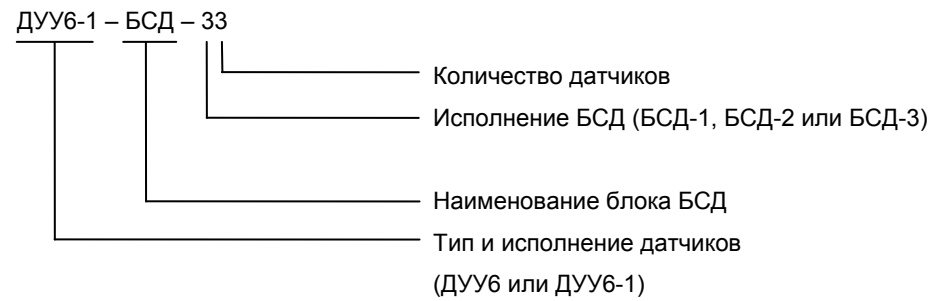 ДУУ6-1 – БСД – 33
Количество датчиков
Исполнение БСД (БСД-1, БСД-2 или БСД-3)
Наименование блока БСД
Тип и исполнение датчиков
(ДУУ6 или ДУУ6-1)